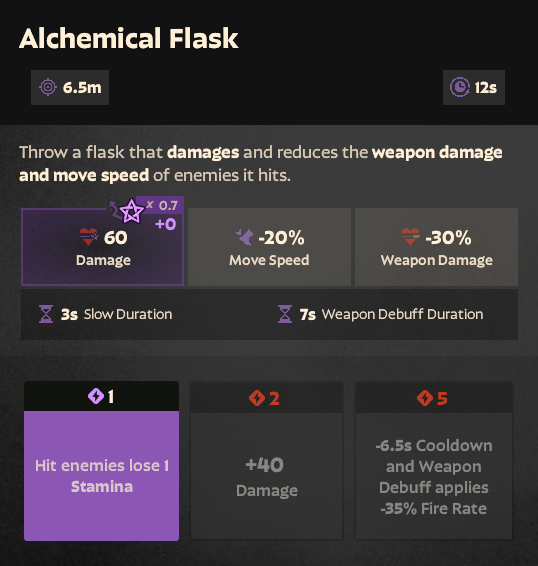 Alchemical Flask
6.5m
12s
Throw a flask that damages and reduces the weapon damage
and move speed of enemies it hits.
x 0.7
+0
60
Damage
-20%
Move Speed
-30%
Weapon Damage
3s Slow Duration
7s Weapon Debuff Duration
1
Hit enemies lose 1
Stamina
2
+40
Damage
5
-6.5s Cooldown
and Weapon
Debuff applies
-35% Fire Rate